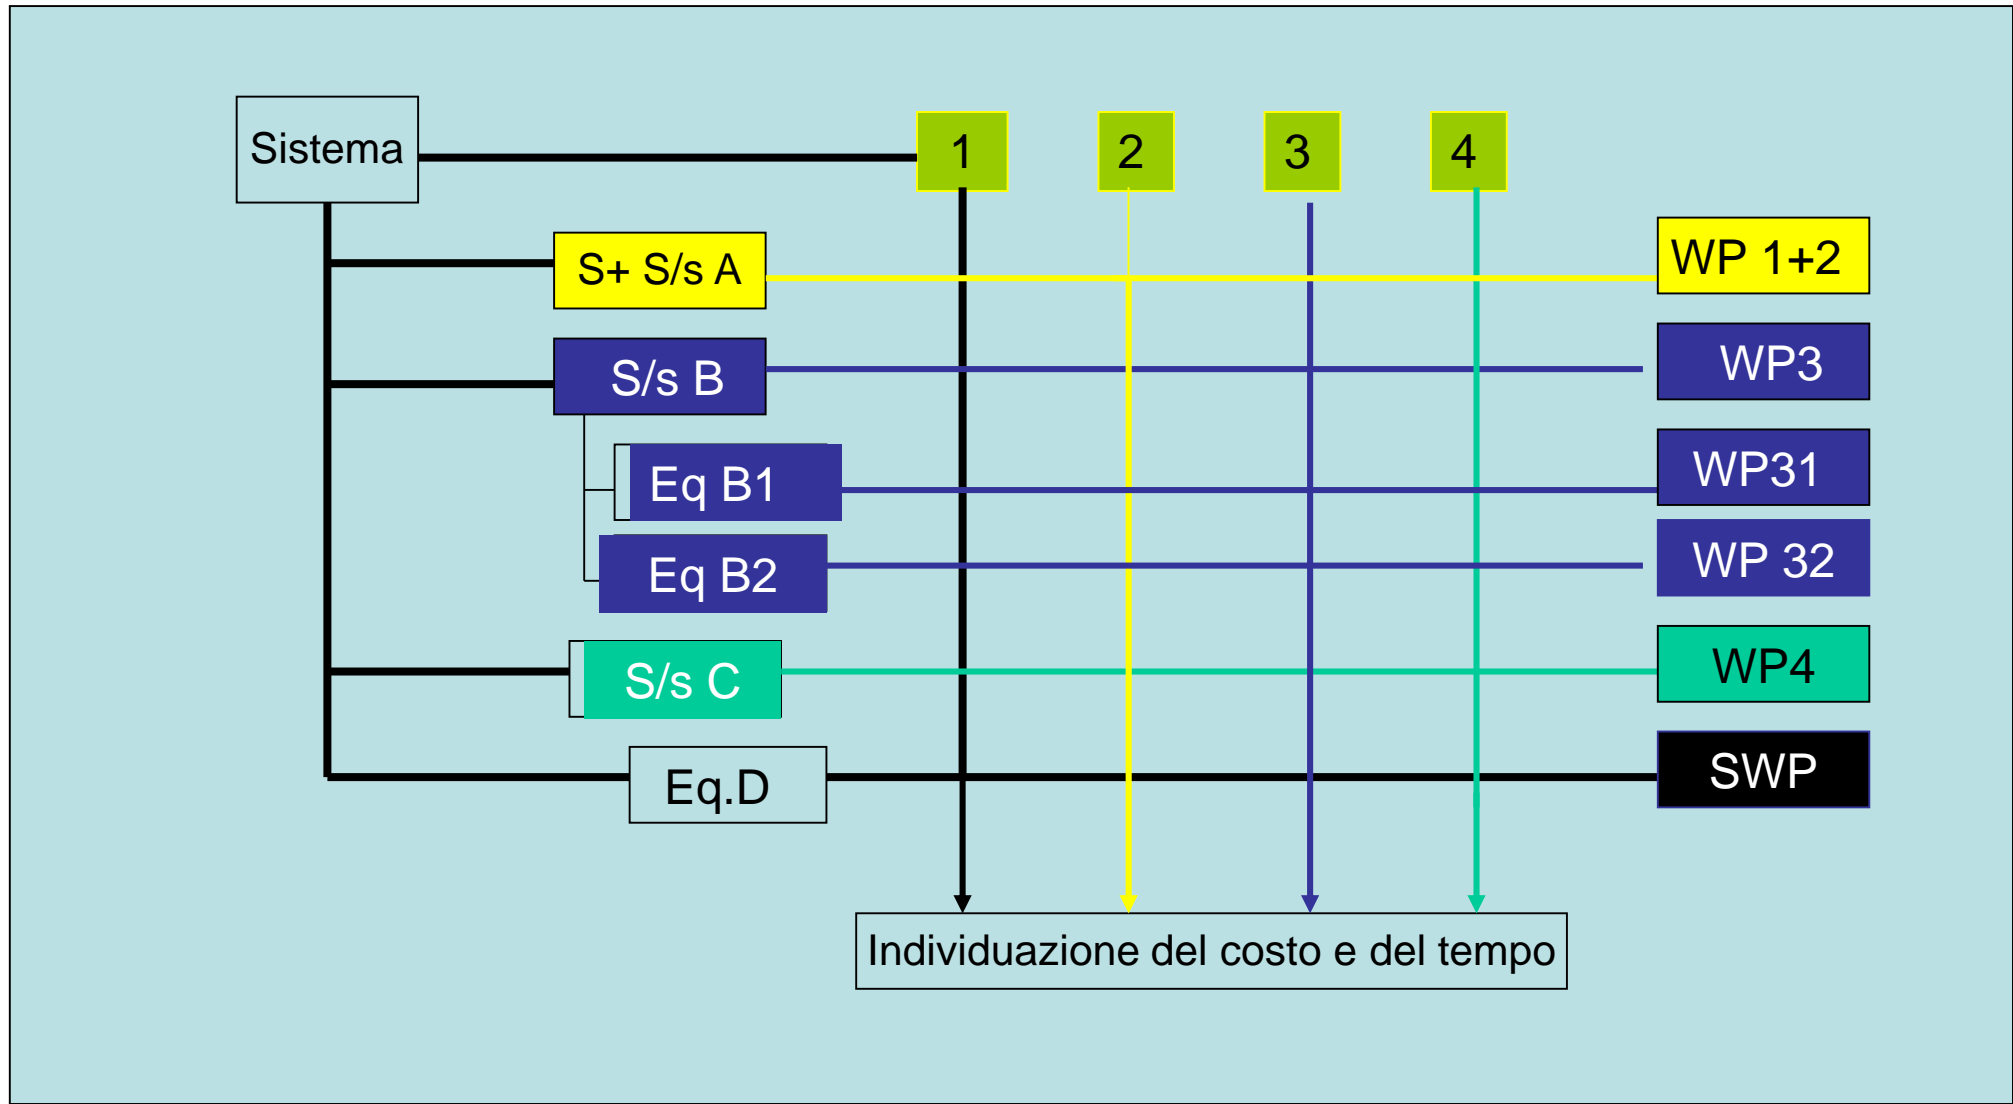 Sistema
1
2
3
4
S+ S/s A
WP 1+2
S/s B
WP3
Eq B1
WP31
Eq B2
WP 32
S/s C
WP4
Eq.D
SWP
Individuazione del costo e del tempo